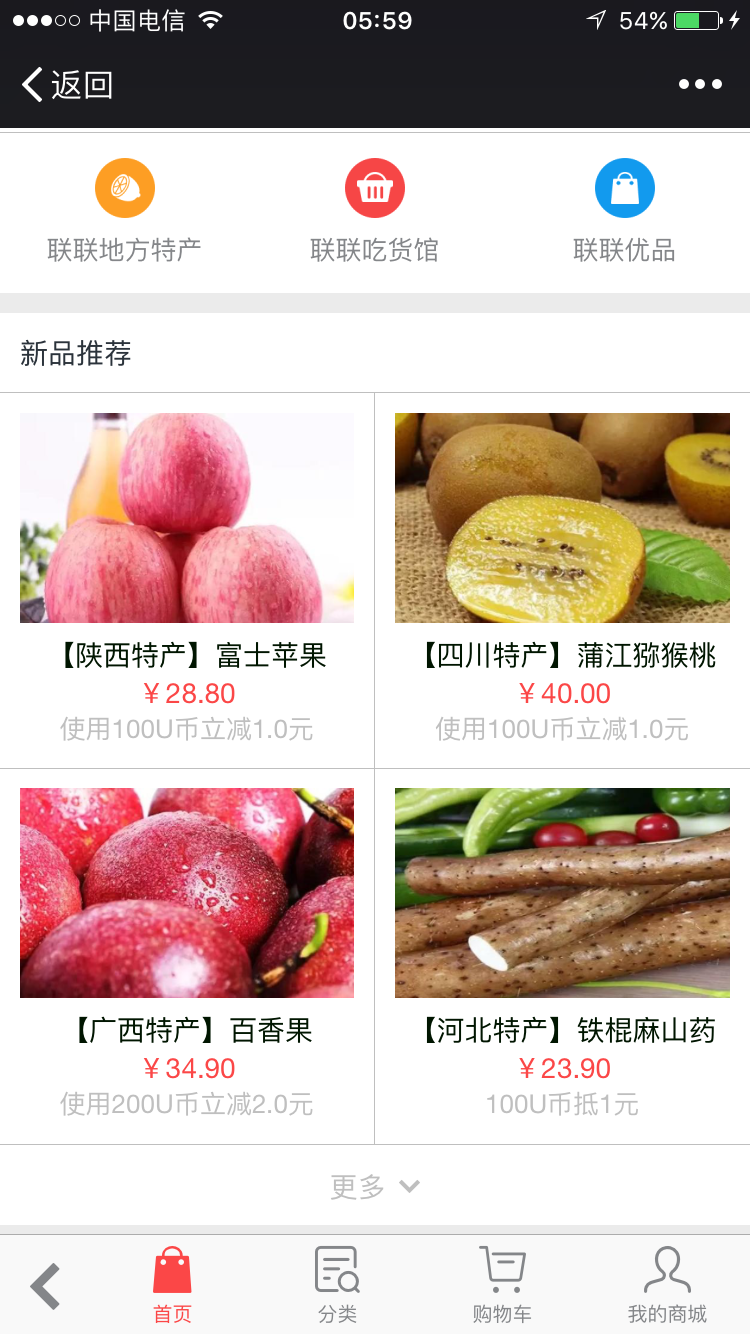 中国电信 05:59 54%
返回
联联地方特产 联联吃货馆 联联优品
新品推荐
【陕西特产】富士苹果
￥28.80
使用100U币立减1.0元
【四川特产】蒲江猕猴桃
￥40.00
使用100U币立减1.0元
【广西特产】百香果
￥34.90
使用200U币立减2.0元
【河北特产】铁棍麻山药
￥23.90
100U币抵1元
更多
首页 分类 购物车 我的商城